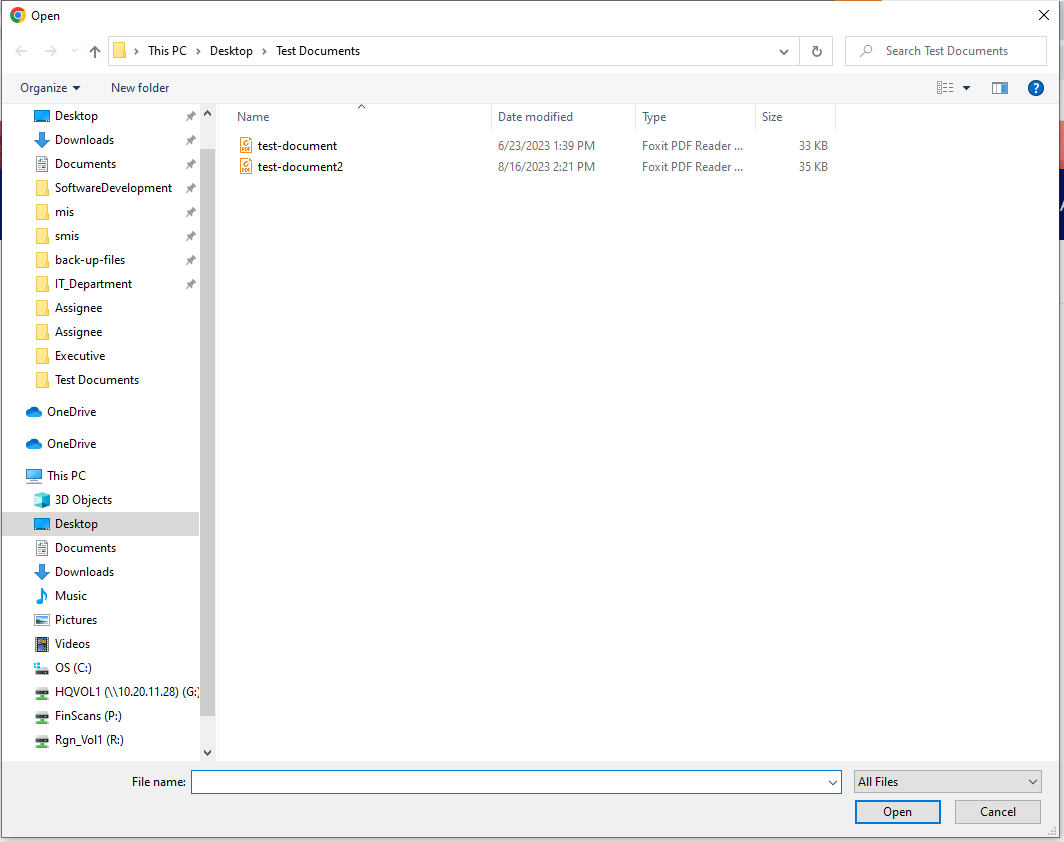 Open
This PC > Desktop > Test Documents
Search Test Documents
Organize
New folder
?
Name Date modified Type Size
test-document 6/23/2023 1:39 PM Foxit PDF Reader ... 33 KB
test-document2 8/16/2023 2:21 PM Foxit PDF Reader ... 35 KB
Desktop
Downloads
Documents
SoftwareDevelopment
mis
smis
back-up-files
IT_Department
Assignee
Assignee
Executive
Test Documents
OneDrive
OneDrive
This PC
3D Objects
Desktop
Documents
Downloads
Music
Pictures
Videos
OS (C:)
HQVOL1 (\\10.20.11.28) (G:)
FinScans (P:)
Rgn_Vol1 (R:)
File name:
All Files
Open Cancel